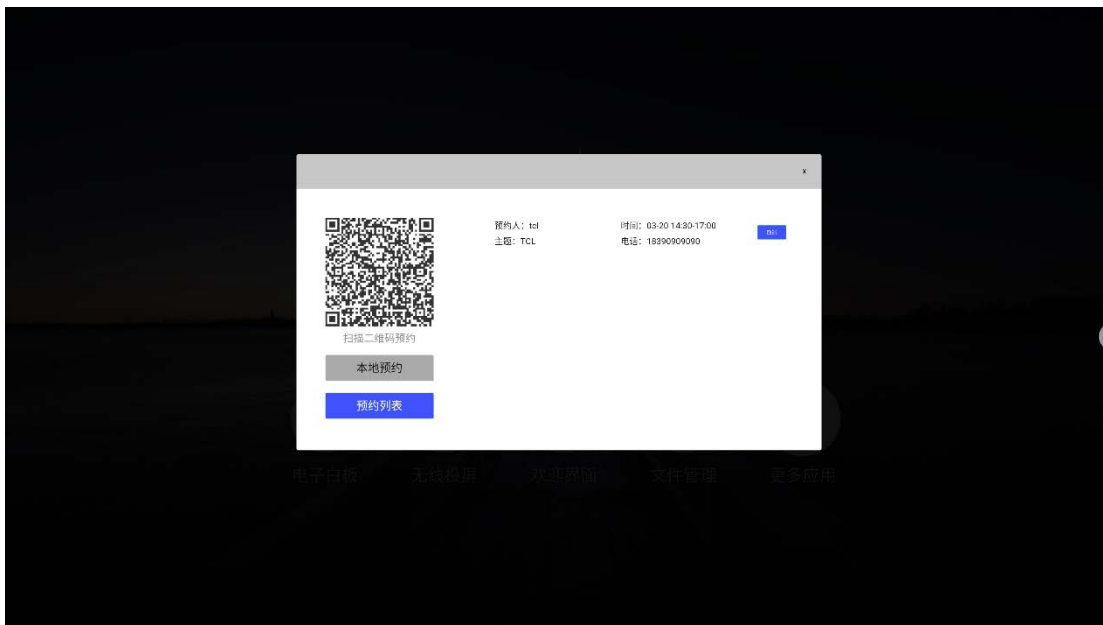 x
预约人：tcl
时间：03-20 14:30-17:00
主题：TCL
电话：18390909090
扫描二维码预约
本地预约
预约列表
电子白板
无线投屏
欢迎界面
文件管理
更多应用